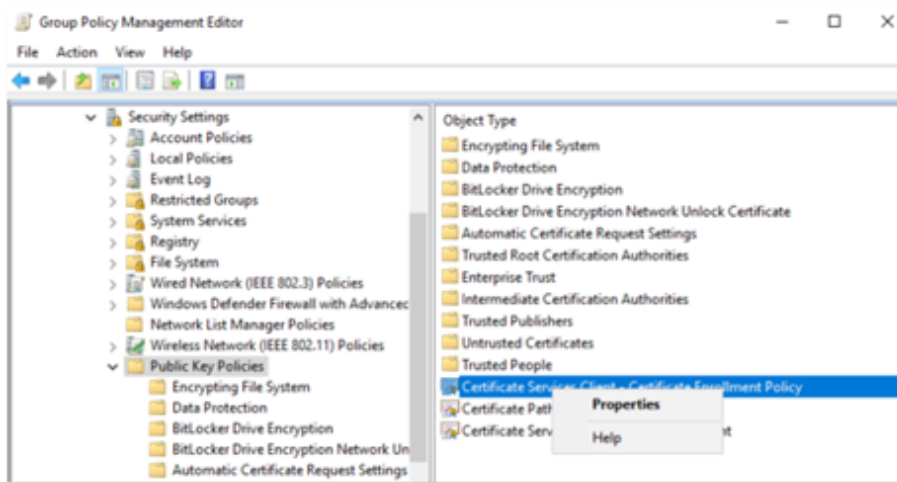 Group Policy Management Editor
File Action View Help
Security Settings
Account Policies
Local Policies
Event Log
Restricted Groups
System Services
Registry
File System
Wired Network (IEEE 802.3) Policies
Windows Defender Firewall with Advanced
Network List Manager Policies
Wireless Network (IEEE 802.11) Policies
Public Key Policies
Encrypting File System
Data Protection
BitLocker Drive Encryption
BitLocker Drive Encryption Network Un
Automatic Certificate Request Settings
Object Type
Encrypting File System
Data Protection
BitLocker Drive Encryption
BitLocker Drive Encryption Network Unlock Certificate
Automatic Certificate Request Settings
Trusted Root Certification Authorities
Enterprise Trust
Intermediate Certification Authorities
Trusted Publishers
Untrusted Certificates
Trusted People
Certificate Services Client - Certificate Enrollment Policy
Certificate Path
Certificate Serv nt
Properties
Help